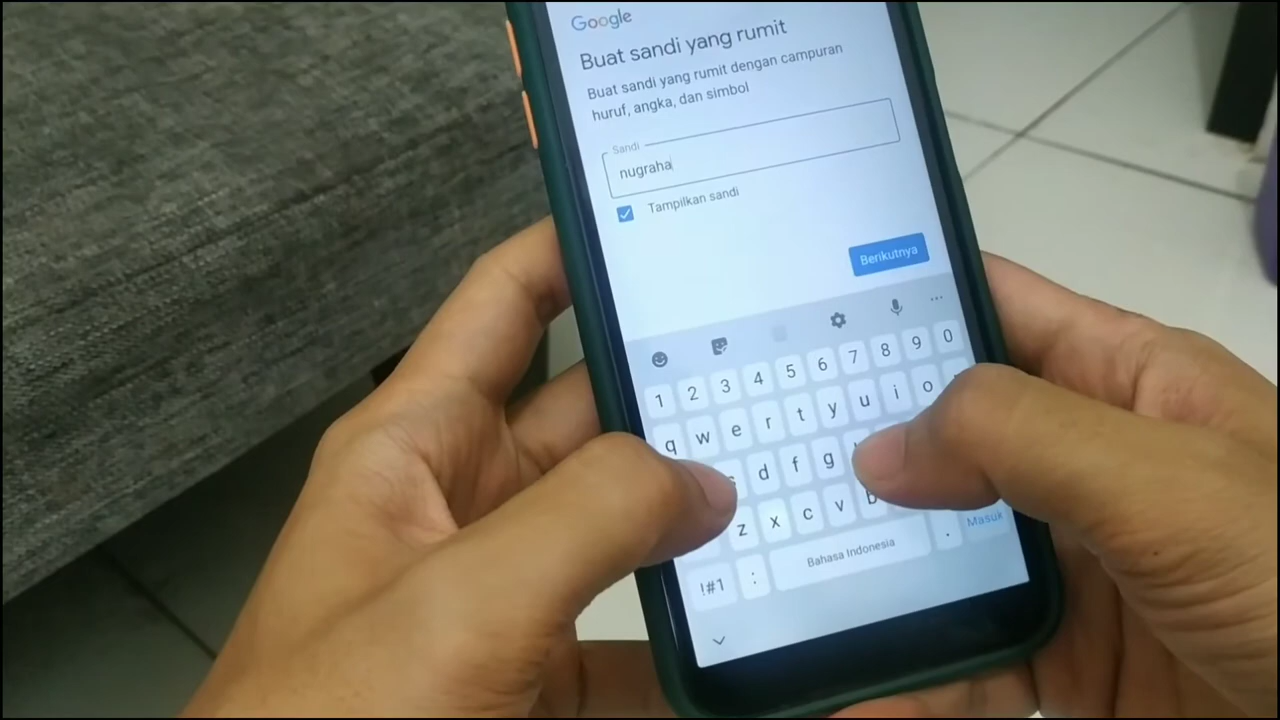 Google
Buat sandi yang rumit
Buat sandi yang rumit dengan campuran
huruf, angka, dan simbol
Sandi
nugraha
Tampilkan sandi
Berikutnya
1 2 3 4 5 6 7 8 9 0
q w e r t y u i o
d f g
z x c v b
Masuk
!#1 : Bahasa Indonesia .